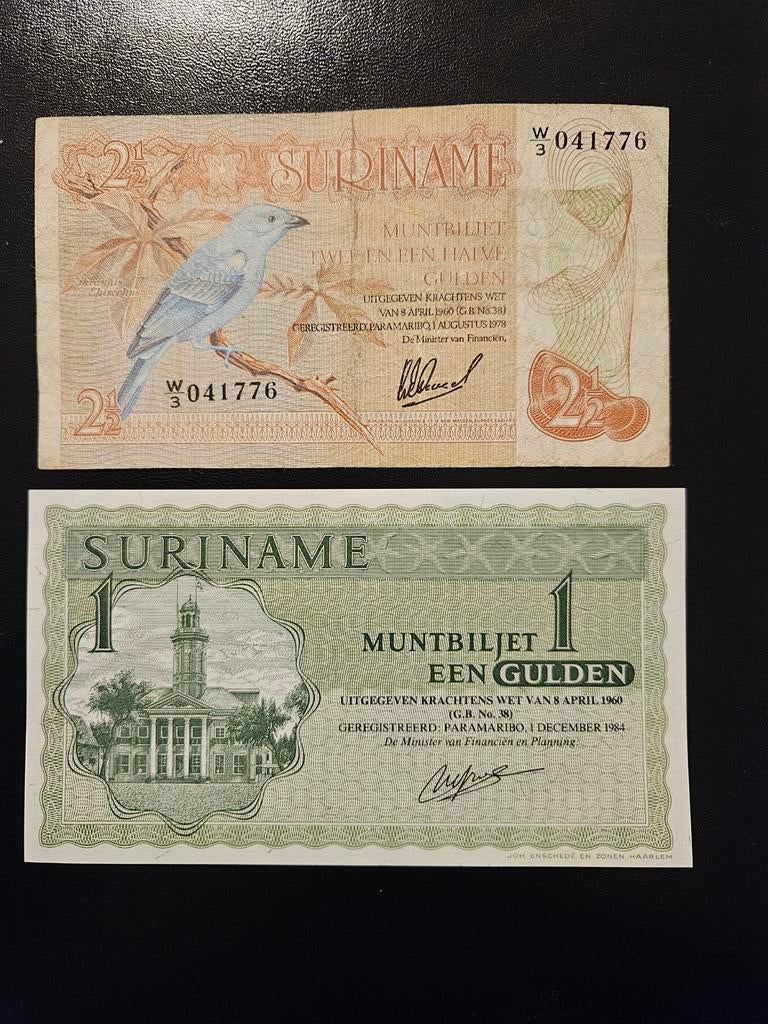 W/3 041776
2½
SURINAME
MUNTBILJET
TWEE EN EEN HALVE
GULDEN
UITGEGEVEN KRACHTENS WET
VAN 8 APRIL 1960 (G.B. No. 38)
GEREGISTREERD: PARAMARIBO, 1 AUGUSTUS 1978
De Minister van Financiën,
W/3 041776
2½
2½
SURINAME
1
1
MUNTBILJET
EEN GULDEN
UITGEGEVEN KRACHTENS WET VAN 8 APRIL 1960
(G.B. No. 38)
GEREGISTREERD: PARAMARIBO, 1 DECEMBER 1984
De Minister van Financiën en Planning:
JOH. ENSCHEDÉ EN ZONEN HAARLEM